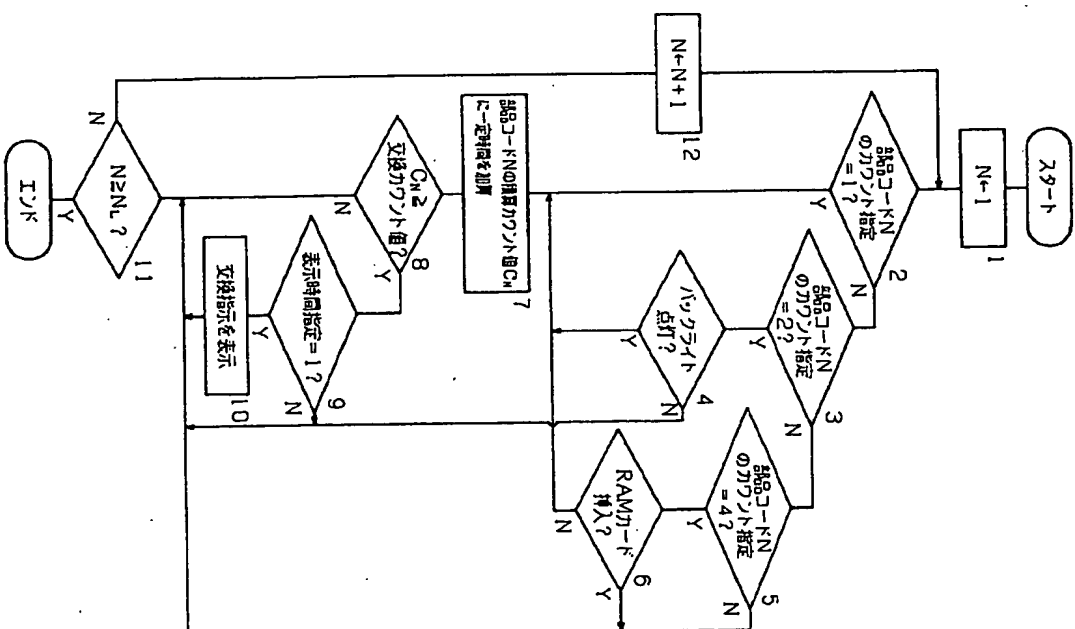 スタート
N←1
1
部品コードN
のカウント指定
=1?
2
N
Y
部品コードN
のカウント指定
=2?
3
N
Y
バックライト
点灯?
4
N
Y
部品コードN
のカウント指定
=4?
5
N
Y
RAMカード
挿入?
6
Y
N
部品コードNの積算カウント値CN
に一定時間を加算
7
CN≧
交換カウント値?
8
Y
N
表示時間指定=1?
9
N
Y
交換指示を表示
10
N≥NL?
11
N
Y
N←N+1
12
エンド